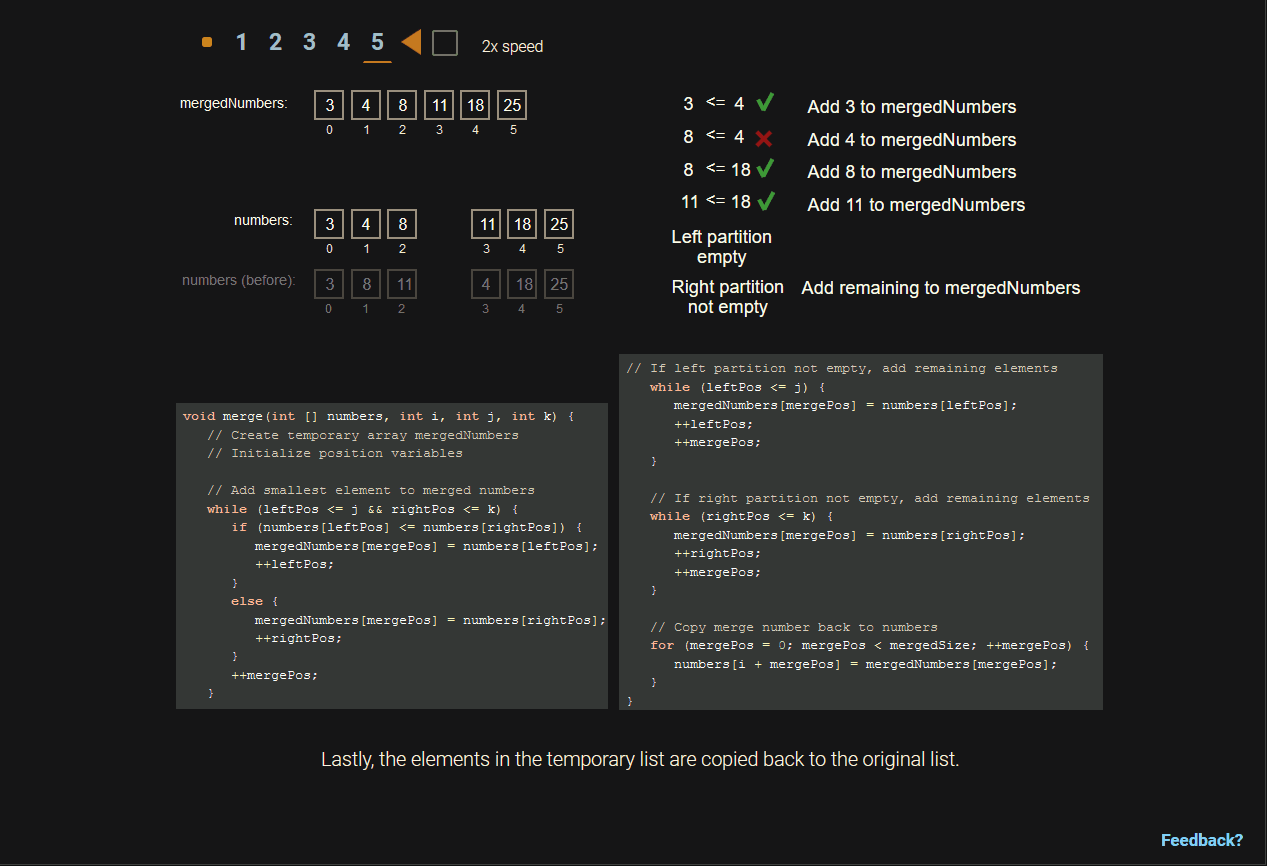 1 2 3 4 5 2x speed
mergedNumbers: 3 4 8 11 18 25
0 1 2 3 4 5
numbers: 3 4 8 11 18 25
0 1 2 3 4 5
numbers (before): 3 8 11 4 18 25
0 1 2 3 4 5
3 <= 4 ✓ Add 3 to mergedNumbers
8 <= 4 ✗ Add 4 to mergedNumbers
8 <= 18 ✓ Add 8 to mergedNumbers
11 <= 18 ✓ Add 11 to mergedNumbers
Left partition
empty
Right partition
not empty
Add remaining to mergedNumbers
void merge(int [] numbers, int i, int j, int k) {
// Create temporary array mergedNumbers
// Initialize position variables
// Add smallest element to merged numbers
while (leftPos <= j && rightPos <= k) {
if (numbers[leftPos] <= numbers[rightPos]) {
mergedNumbers[mergePos] = numbers[leftPos];
++leftPos;
}
else {
mergedNumbers[mergePos] = numbers[rightPos];
++rightPos;
}
++mergePos;
}
// If left partition not empty, add remaining elements
while (leftPos <= j) {
mergedNumbers[mergePos] = numbers[leftPos];
++leftPos;
++mergePos;
}
// If right partition not empty, add remaining elements
while (rightPos <= k) {
mergedNumbers[mergePos] = numbers[rightPos];
++rightPos;
++mergePos;
}
// Copy merge number back to numbers
for (mergePos = 0; mergePos < mergedSize; ++mergePos) {
numbers[i + mergePos] = mergedNumbers[mergePos];
}
}
Lastly, the elements in the temporary list are copied back to the original list.
Feedback?